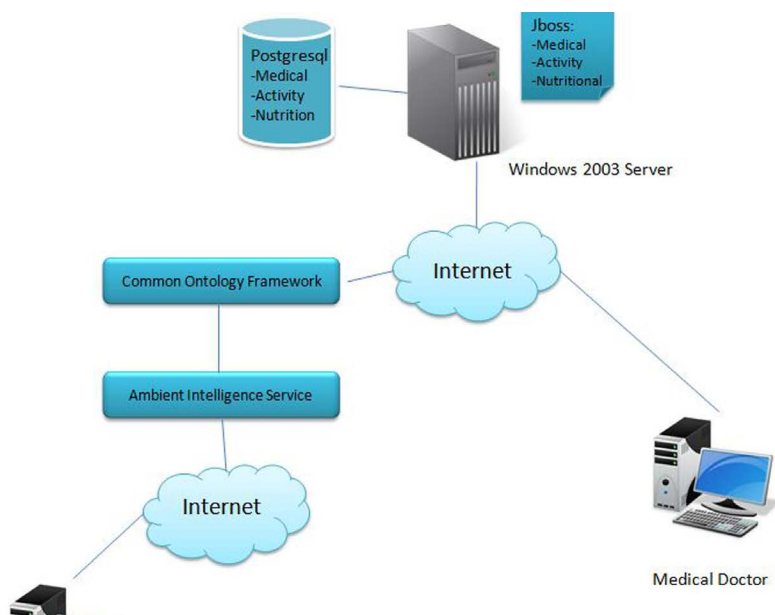 Postgresql
-Medical
-Activity
-Nutrition
Jboss:
-Medical
-Activity
-Nutritional
Windows 2003 Server
Internet
Common Ontology Framework
Ambient Intelligence Service
Internet
Medical Doctor